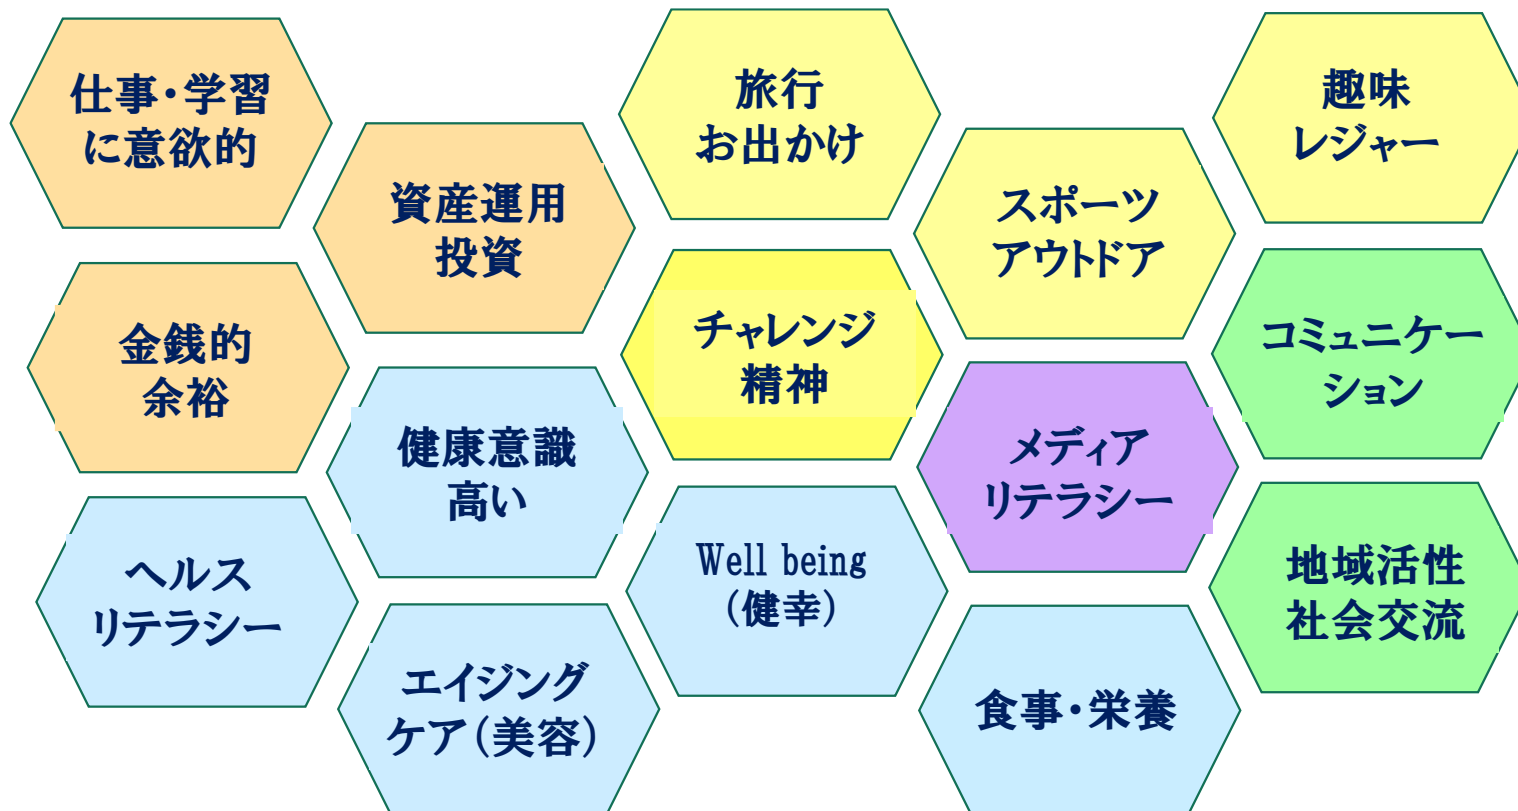 仕事・学習
に意欲的
旅行
お出かけ
趣味
レジャー
資産運用
投資
スポーツ
アウトドア
金銭的
余裕
チャレンジ
精神
コミュニケー
ション
健康意識
高い
メディア
リテラシー
ヘルス
リテラシー
Well being
（健幸）
地域活性
社会交流
エイジング
ケア（美容）
食事・栄養